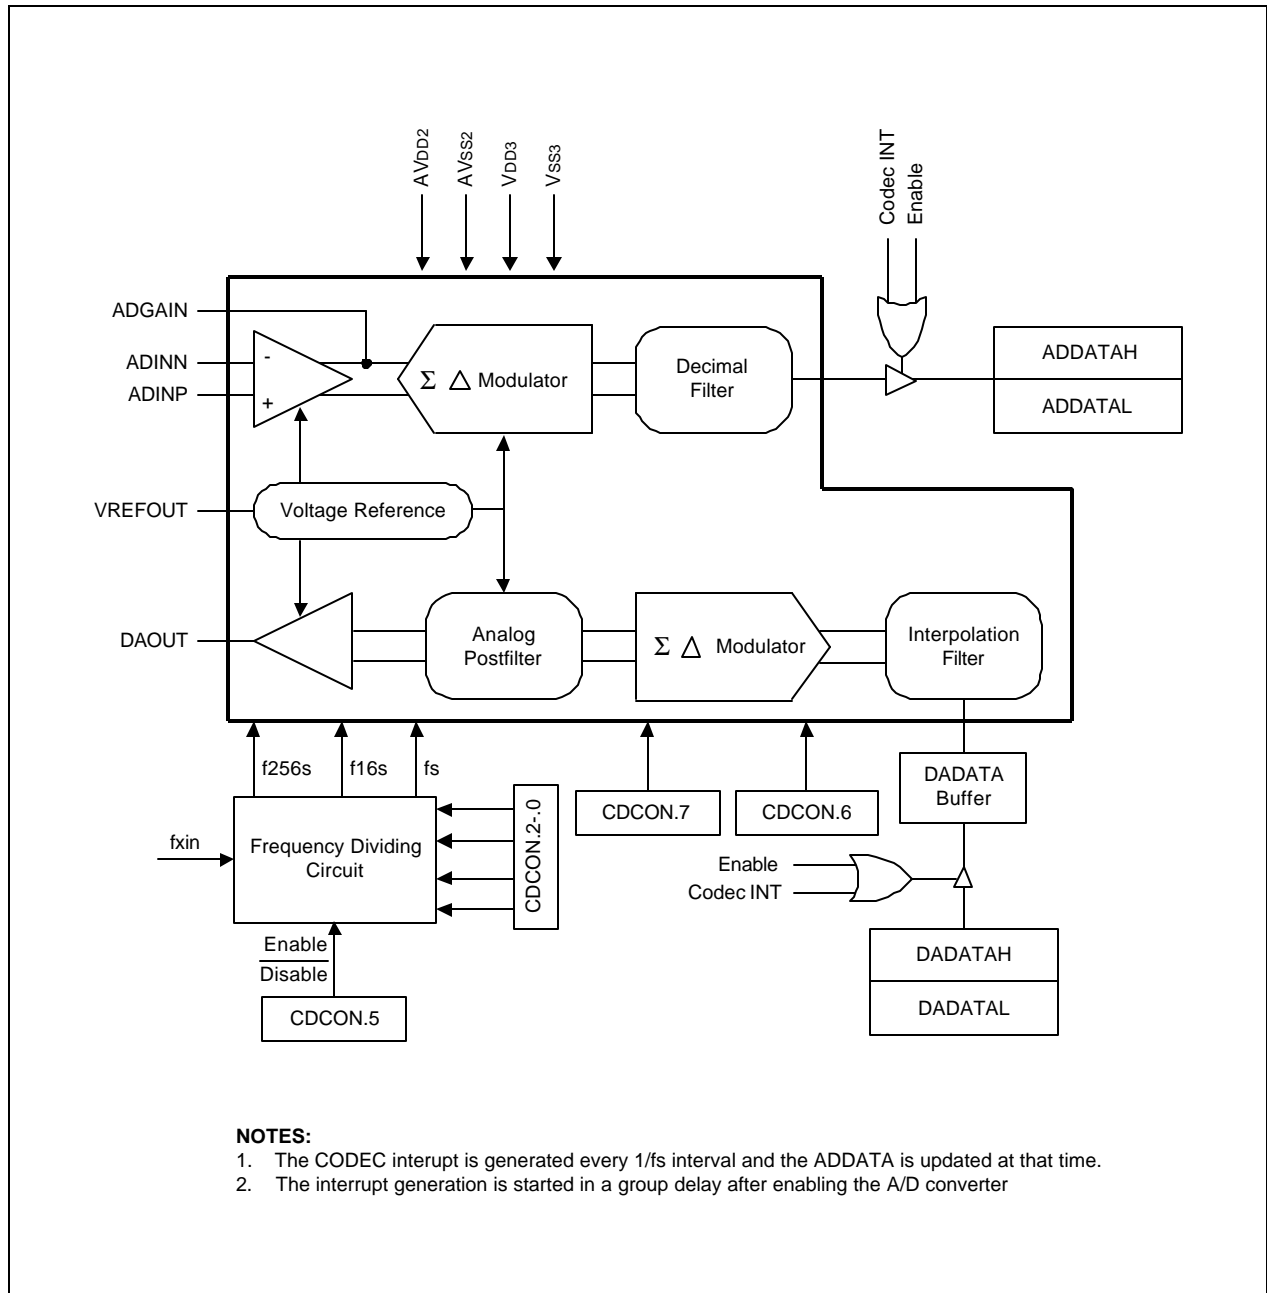 AVDD2
AVSS2
VDD3
VSS3
Codec INT
Enable
ADGAIN
ADINN
ADINP
-
+
Σ Δ Modulator
Decimal
Filter
ADDATAH
ADDATAL
VREFOUT
Voltage Reference
DAOUT
Analog
Postfilter
Σ Δ Modulator
Interpolation
Filter
f256s
f16s
fs
fxin
Frequency Dividing
Circuit
CDCON.2-.0
CDCON.7
CDCON.6
DADATA
Buffer
Enable
Codec INT
Enable
Disable
CDCON.5
DADATAH
DADATAL
NOTES:
1. The CODEC interupt is generated every 1/fs interval and the ADDATA is updated at that time.
2. The interrupt generation is started in a group delay after enabling the A/D converter